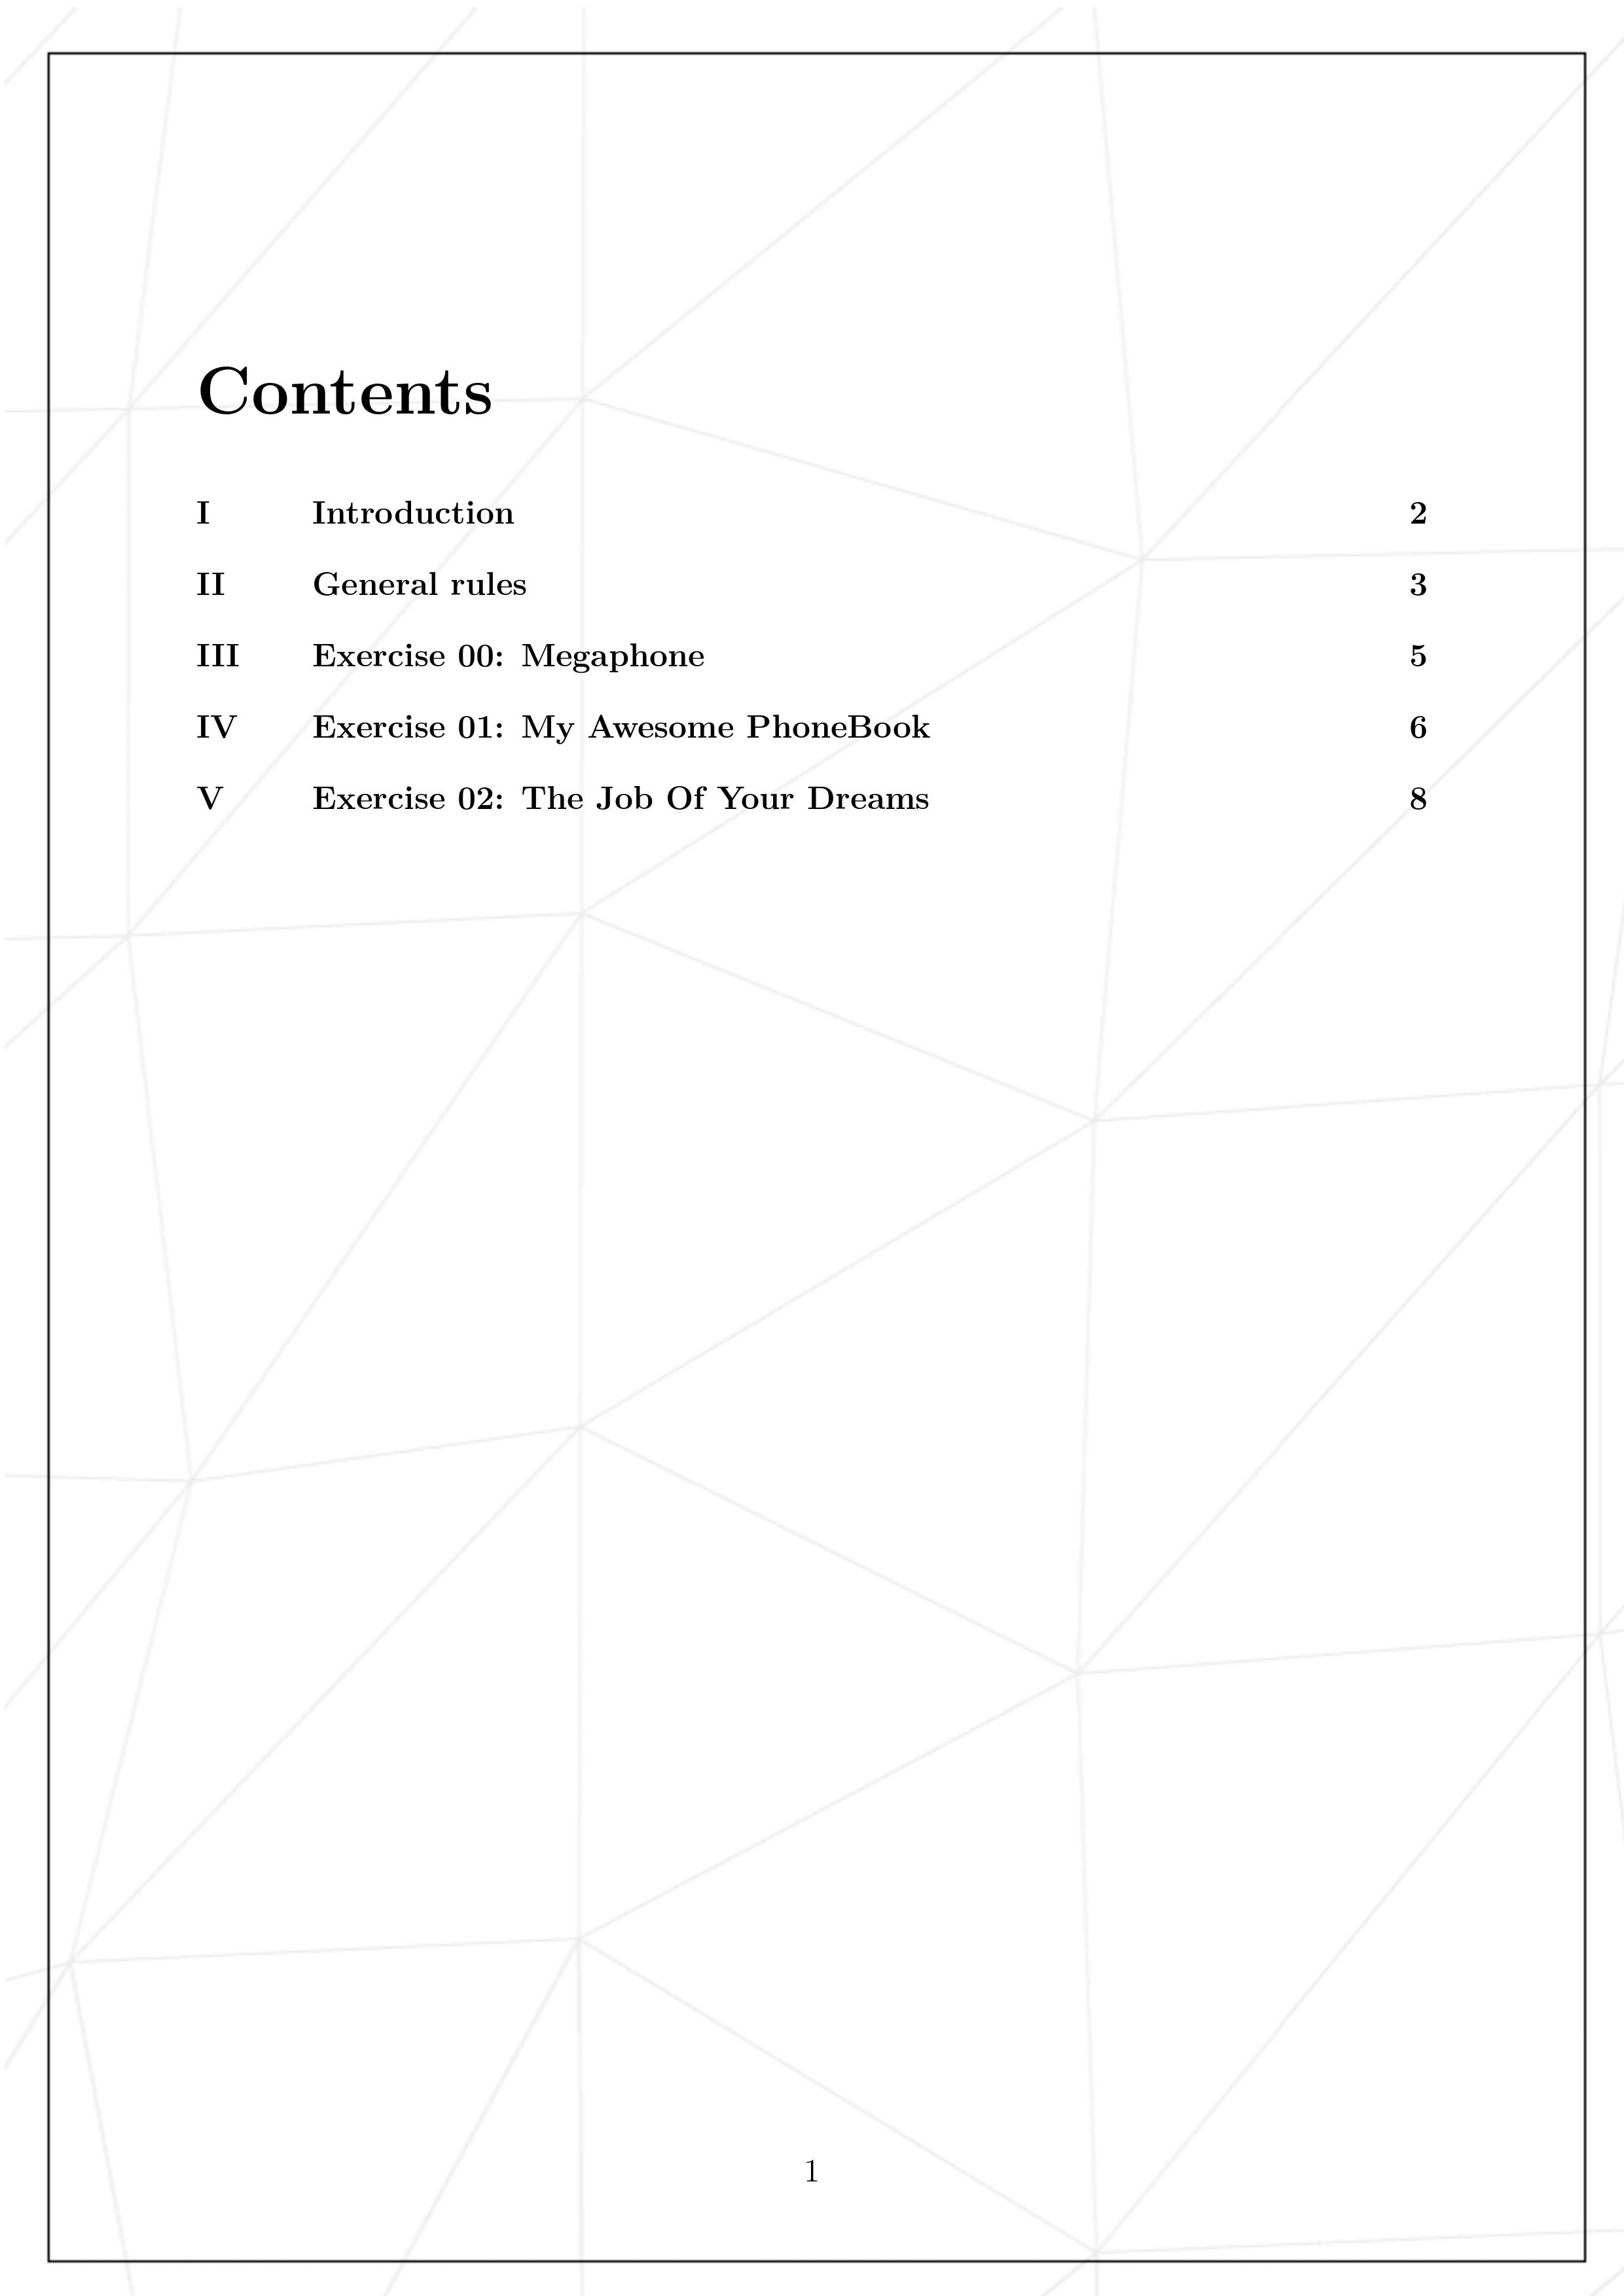 Contents
I Introduction 2
II General rules 3
III Exercise 00: Megaphone 5
IV Exercise 01: My Awesome PhoneBook 6
V Exercise 02: The Job Of Your Dreams 8
1